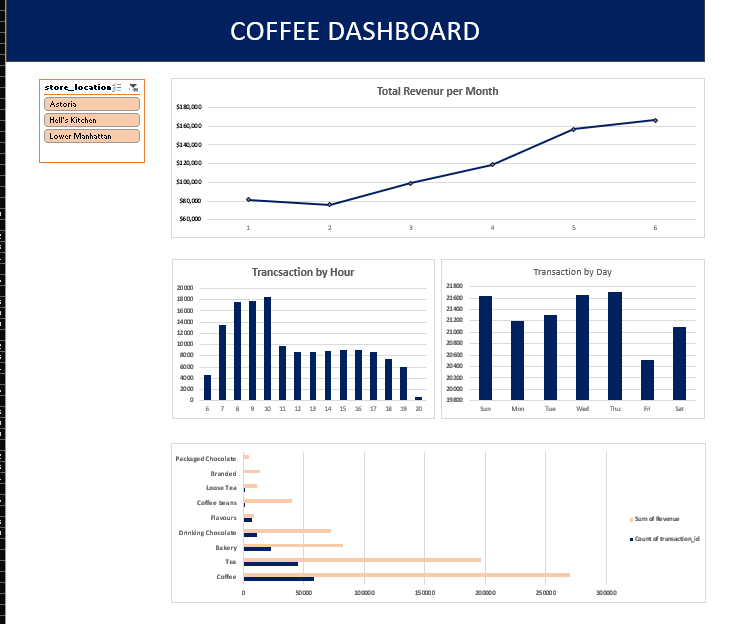 COFFEE DASHBOARD
store_location
Astoria
Hell's Kitchen
Lower Manhattan
Total Revenur per Month
$180,000
$160,000
$140,000
$120,000
$100,000
$80,000
$60,000
1 2 3 4 5 6
Trancsaction by Hour
20000
18000
16000
14000
12000
10000
8000
6000
4000
2000
0
6 7 8 9 10 11 12 13 14 15 16 17 18 19 20
Transaction by Day
21800
21600
21400
21200
21000
20800
20600
20400
20200
20000
19800
Sun Mon Tue Wed Thu Fri Sat
Packaged Chocolate
Branded
Loose Tea
Coffee beans
Flavours
Drinking Chocolate
Bakery
Tea
Coffee
0 50000 100000 150000 200000 250000 300000
Sum of Revenue
Count of transaction_id